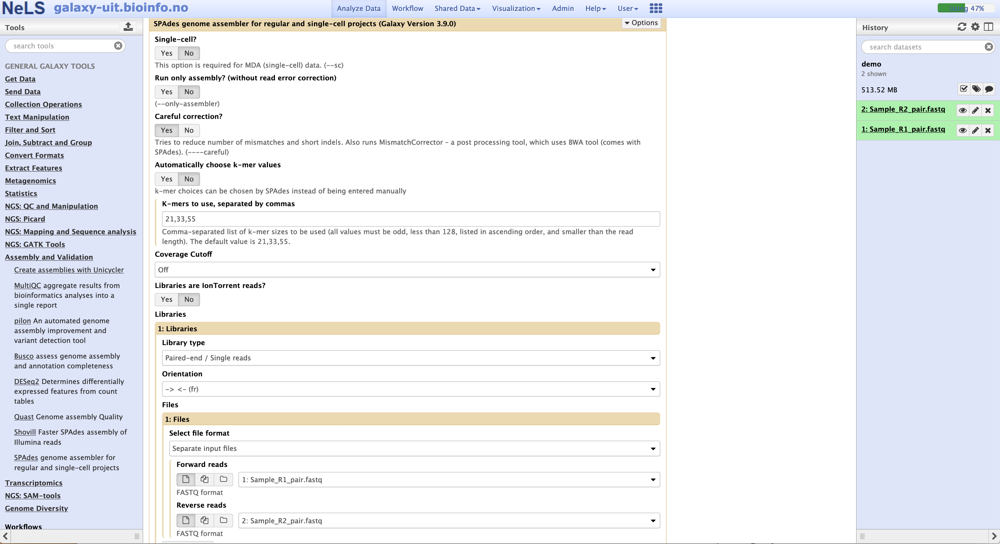 NeLS galaxy-uit.bioinfo.no
Analyze Data Workflow Shared Data Visualization Admin Help User
Using 47%
Tools
search tools
GENERAL GALAXY TOOLS
Get Data
Send Data
Collection Operations
Text Manipulation
Filter and Sort
Join, Subtract and Group
Convert Formats
Extract Features
Metagenomics
Statistics
NGS: QC and Manipulation
NGS: Picard
NGS: Mapping and Sequence analysis
NGS: GATK Tools
Assembly and Validation
Create assemblies with Unicycler
MultiQC aggregate results from
bioinformatics analyses into a
single report
pilon An automated genome
assembly improvement and
variant detection tool
Busco assess genome assembly
and annotation completeness
DESeq2 Determines differentially
expressed features from count
tables
Quast Genome assembly Quality
Shovill Faster SPAdes assembly of
Illumina reads
SPAdes genome assembler for
regular and single-cell projects
Transcriptomics
NGS: SAM-tools
Genome Diversity
Workflows
SPAdes genome assembler for regular and single-cell projects (Galaxy Version 3.9.0)
Options
Single-cell?
Yes No
This option is required for MDA (single-cell) data. (--sc)
Run only assembly? (without read error correction)
Yes No
(--only-assembler)
Careful correction?
Yes No
Tries to reduce number of mismatches and short indels. Also runs MismatchCorrector – a post processing tool, which uses BWA tool (comes with
SPAdes). (----careful)
Automatically choose k-mer values
Yes No
k-mer choices can be chosen by SPAdes instead of being entered manually
K-mers to use, separated by commas
21,33,55
Comma-separated list of k-mer sizes to be used (all values must be odd, less than 128, listed in ascending order, and smaller than the read
length). The default value is 21,33,55.
Coverage Cutoff
Off
Libraries are IonTorrent reads?
Yes No
Libraries
1: Libraries
Library type
Paired-end / Single reads
Orientation
-> <- (fr)
Files
1: Files
Select file format
Separate input files
Forward reads
1: Sample_R1_pair.fastq
FASTQ format
Reverse reads
2: Sample_R2_pair.fastq
FASTQ format
History
search datasets
demo
2 shown
513.52 MB
2: Sample_R2_pair.fastq
1: Sample_R1_pair.fastq